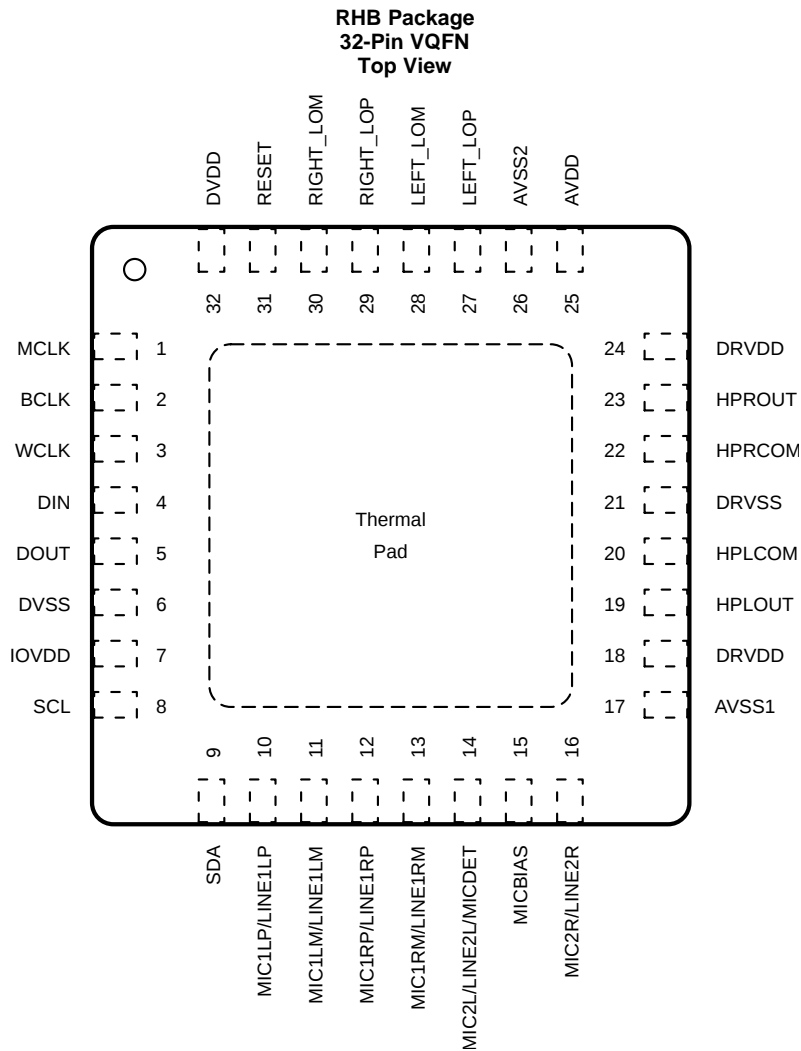 RHB Package
32-Pin VQFN
Top View
DVDD
RESET
RIGHT_LOM
RIGHT_LOP
LEFT_LOM
LEFT_LOP
AVSS2
AVDD
32
31
30
29
28
27
26
25
MCLK 1
BCLK 2
WCLK 3
DIN 4
DOUT 5
DVSS 6
IOVDD 7
SCL 8
Thermal
Pad
24 DRVDD
23 HPROUT
22 HPRCOM
21 DRVSS
20 HPLCOM
19 HPLOUT
18 DRVDD
17 AVSS1
9
10
11
12
13
14
15
16
SDA
MIC1LP/LINE1LP
MIC1LM/LINE1LM
MIC1RP/LINE1RP
MIC1RM/LINE1RM
MIC2L/LINE2L/MICDET
MICBIAS
MIC2R/LINE2R